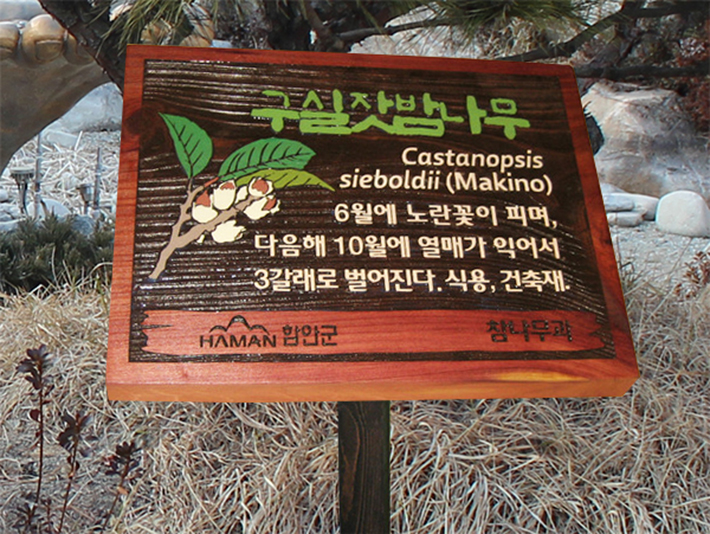 구실잣밤나무
Castanopsis
sieboldii (Makino)
6월에 노란꽃이 피며,
다음해 10월에 열매가 익어서
3갈래로 벌어진다. 식용, 건축재.
HAMAN 함안군 참나무과